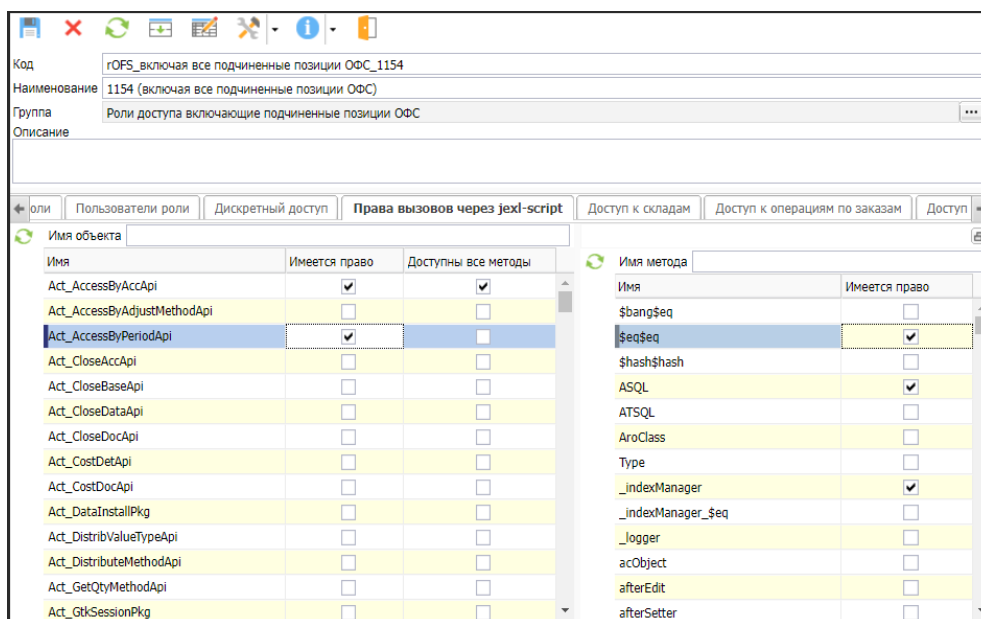 Код rOFS_включая все подчиненные позиции ОФС_1154
Наименование 1154 (включая все подчиненные позиции ОФС)
Группа Роли доступа включающие подчиненные позиции ОФС ...
Описание
оли Пользователи роли Дискретный доступ Права вызовов через jexl-script Доступ к складам Доступ к операциям по заказам Доступ
Имя объекта Имя метода
Имя Имеется право Доступны все методы Имя Имеется право
Act_AccessByAccApi $bang$eq
Act_AccessByAdjustMethodApi $eq$eq
Act_AccessByPeriodApi $hash$hash
Act_CloseAccApi ASQL
Act_CloseBaseApi ATSQL
Act_CloseDataApi AroClass
Act_CloseDocApi Type
Act_CostDetApi _indexManager
Act_CostDocApi _indexManager_$eq
Act_DataInstallPkg _logger
Act_DistribValueTypeApi acObject
Act_DistributeMethodApi afterEdit
Act_GetQtyMethodApi afterSetter
Act_GtkSessionPkg